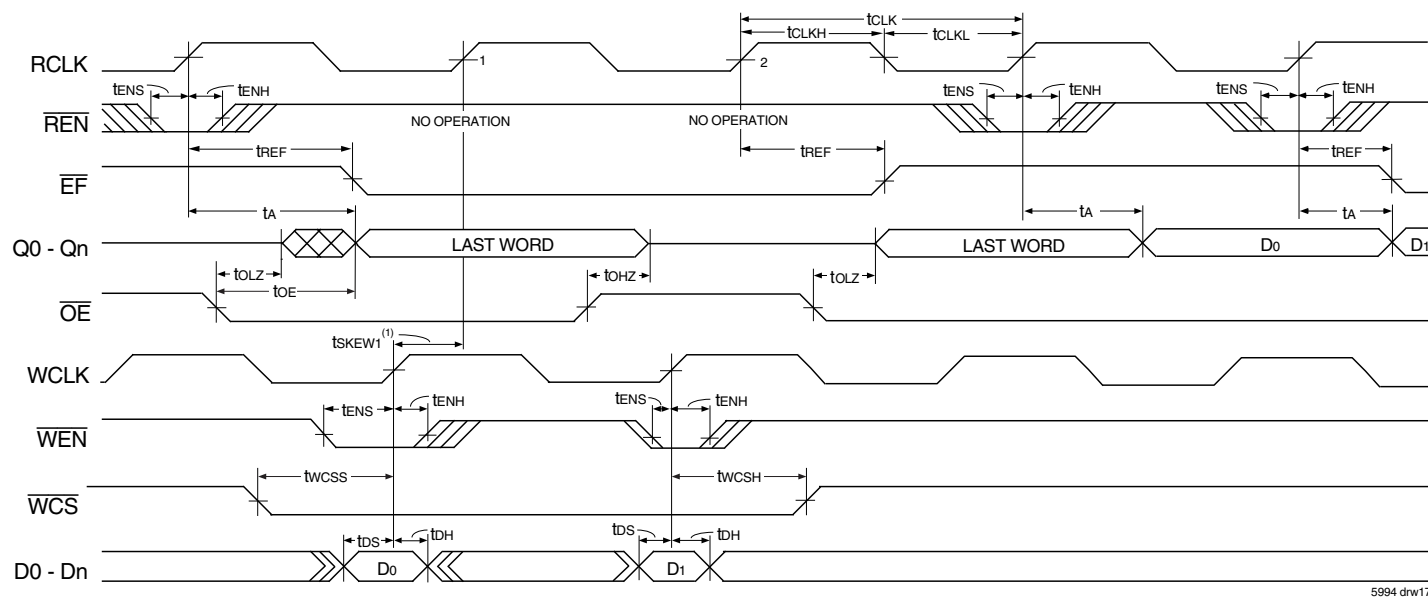 tCLK
tCLKH tCLKL
RCLK 1 2
tENS tENH tENS tENH tENS tENH
REN NO OPERATION NO OPERATION
tREF tREF tREF
EF
tA tA tA
Q0 - Qn LAST WORD LAST WORD D0 D1
tOLZ tOHZ tOLZ
tOE
OE
tSKEW1(1)
WCLK
tENS tENH tENS tENH
WEN
tWCSS tWCSH
WCS
tDS tDH tDS tDH
D0 - Dn D0 D1
5994 drw17